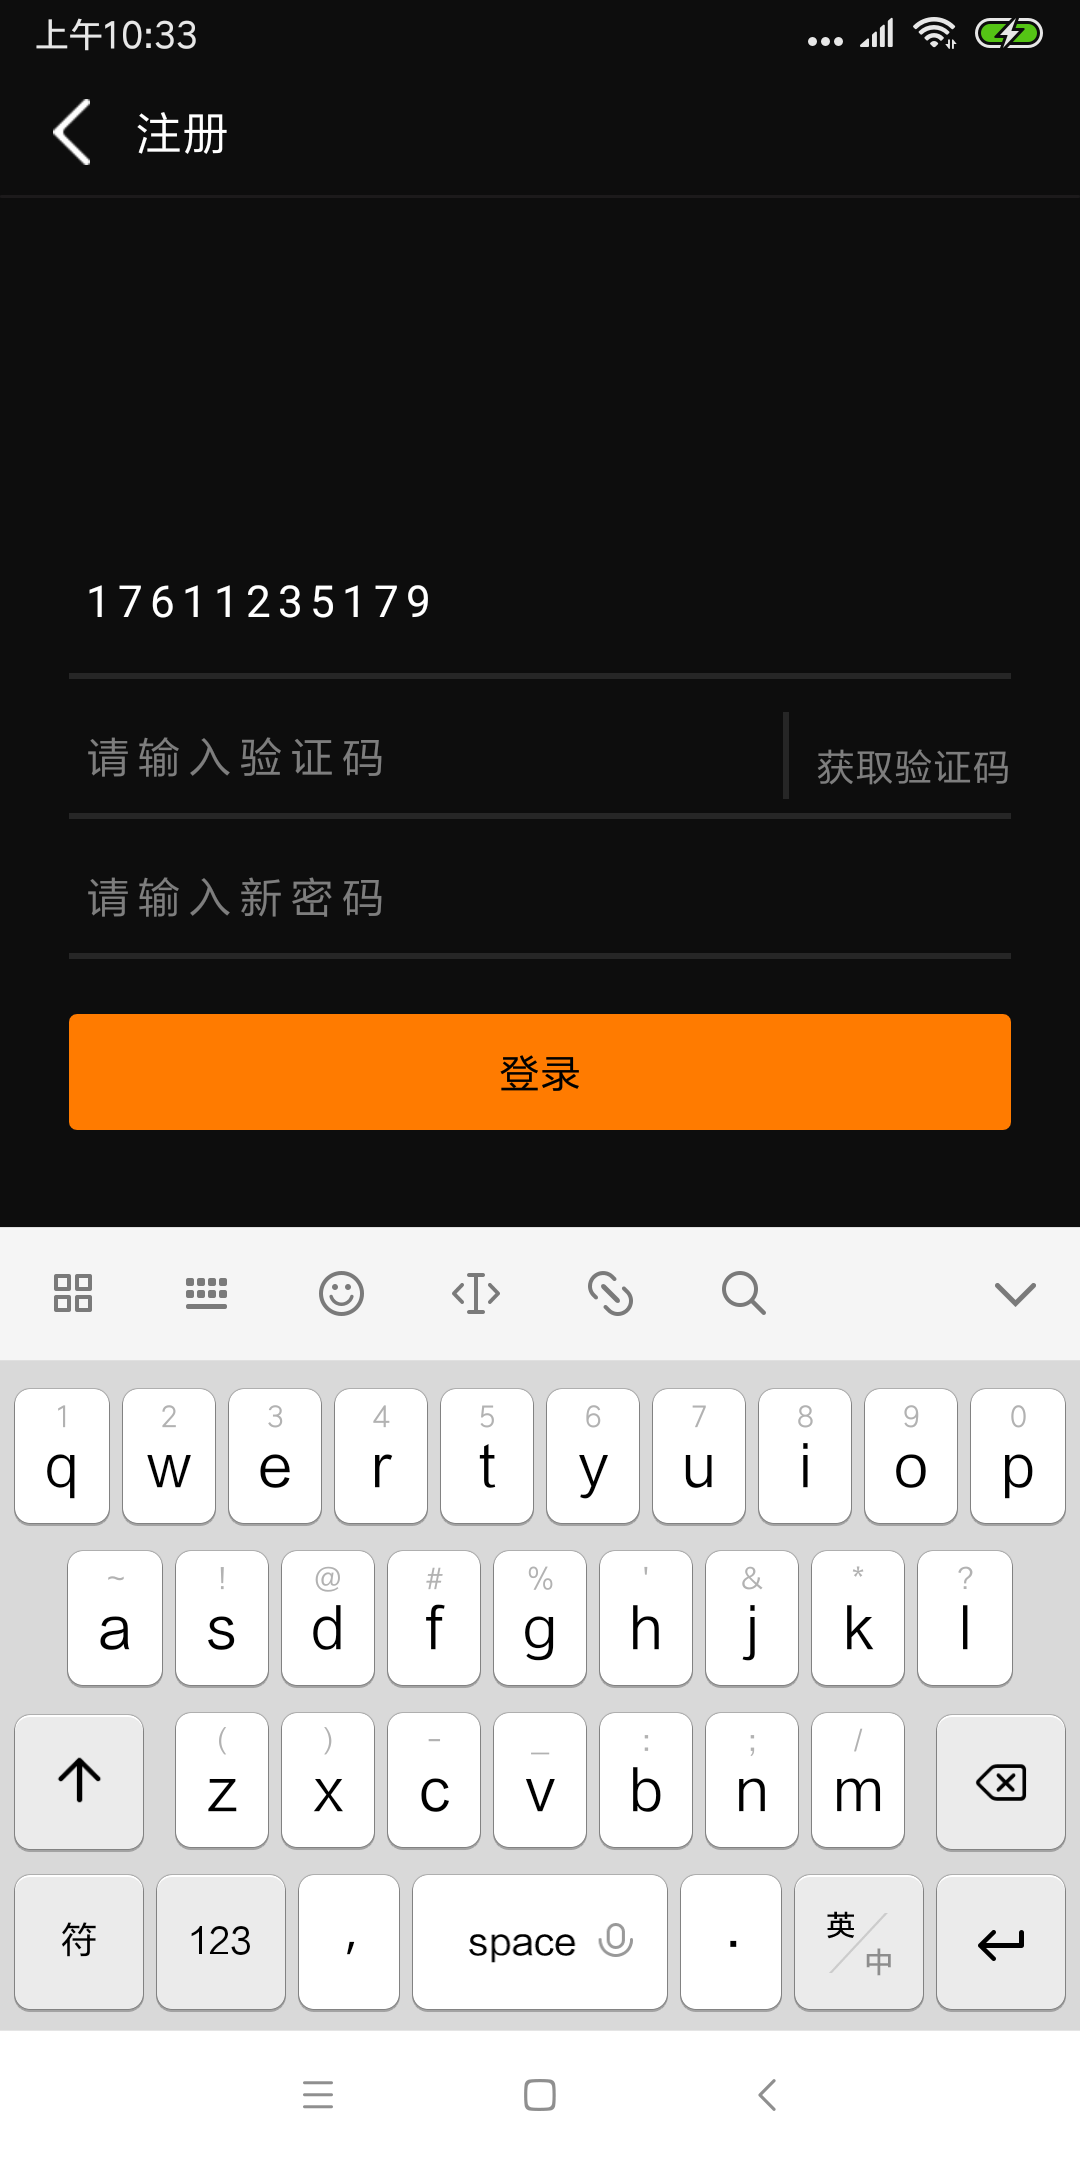 上午10:33
注册
17611235179
请输入验证码 获取验证码
请输入新密码
登录
1 2 3 4 5 6 7 8 9 0
q w e r t y u i o p
~ ! @ # % ' & * ?
a s d f g h j k l
( ) - _ : ; /
z x c v b n m
符 123 , space . 英/中